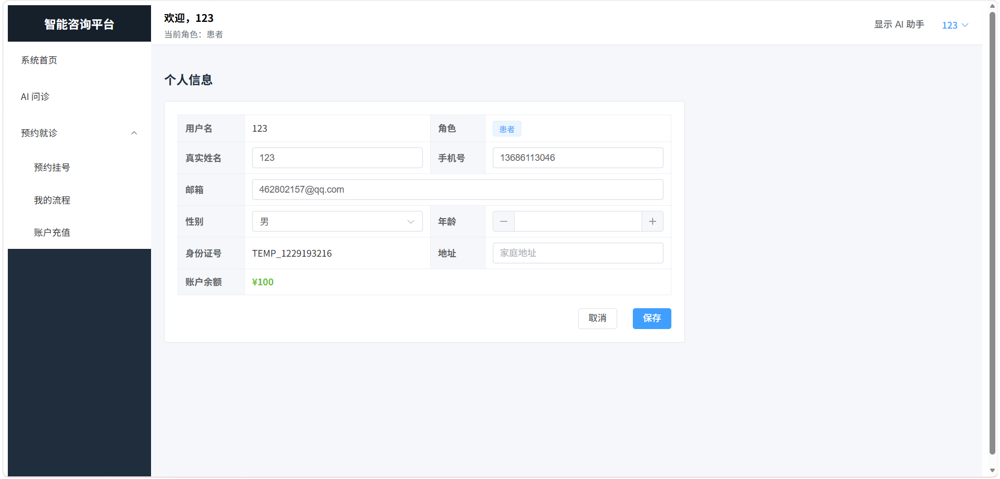 智能咨询平台
系统首页
AI 问诊
预约就诊
预约挂号
我的流程
账户充值
欢迎，123
当前角色：患者
显示 AI 助手
123
个人信息
用户名 123 角色 患者
真实姓名 123 手机号 13686113046
邮箱 462802157@qq.com
性别 男 年龄
身份证号 TEMP_1229193216 地址 家庭地址
账户余额 ¥100
取消 保存